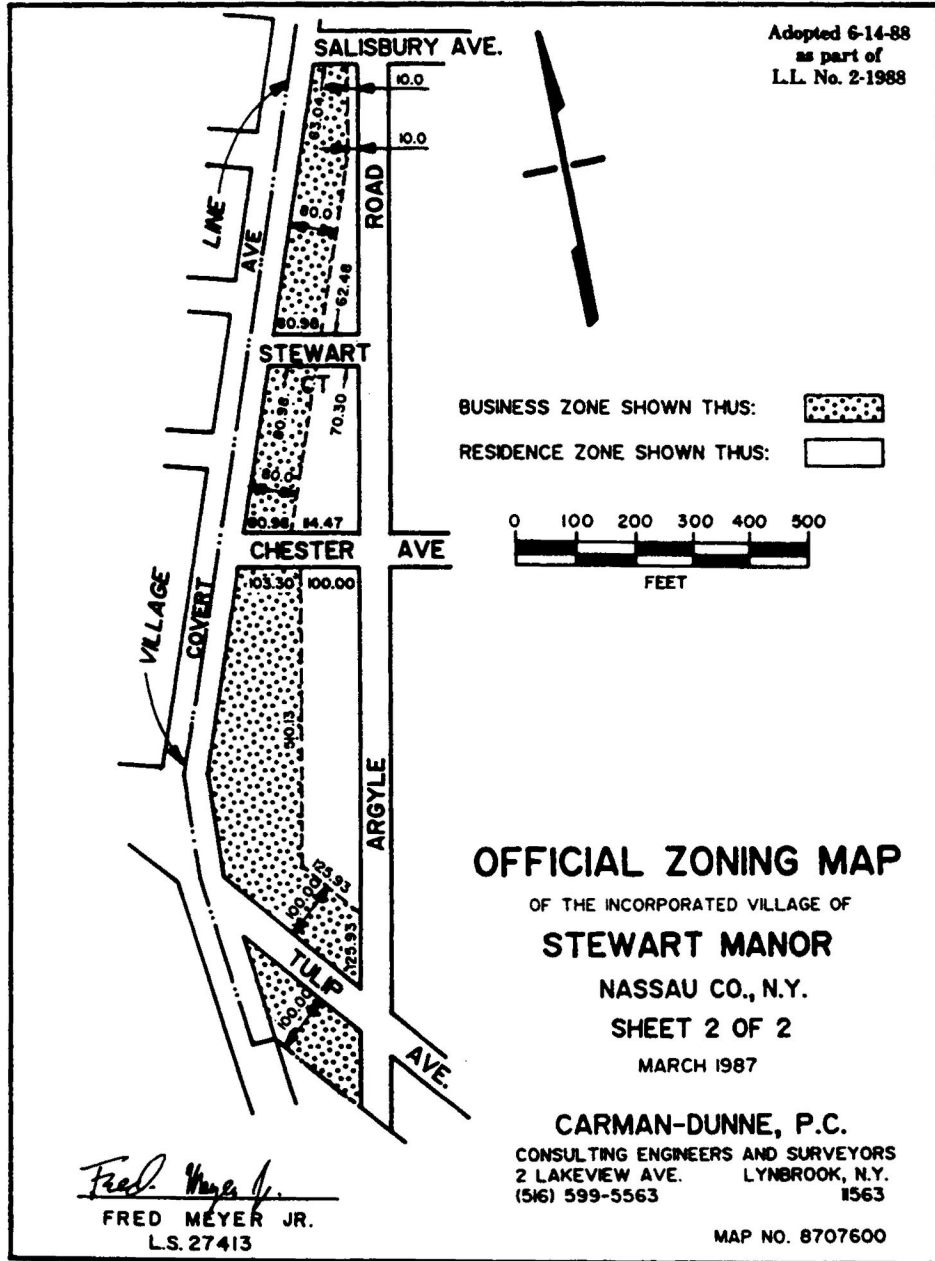 Adopted 6-14-88
as part of
L.L. No. 2-1988
SALISBURY AVE.
10.0
63.04
10.0
ROAD
LINE
AVE
80.0
62.48
80.98
STEWART
CT
80.98
70.30
80.0
80.98
114.47
CHESTER AVE
103.30
100.00
VILLAGE
COVERT
510.13
ARGYLE
125.93
100.00
125.93
TULIP
100.00
AVE.
BUSINESS ZONE SHOWN THUS:
RESIDENCE ZONE SHOWN THUS:
0 100 200 300 400 500
FEET
OFFICIAL ZONING MAP
OF THE INCORPORATED VILLAGE OF
STEWART MANOR
NASSAU CO., N.Y.
SHEET 2 OF 2
MARCH 1987
CARMAN-DUNNE, P.C.
CONSULTING ENGINEERS AND SURVEYORS
2 LAKEVIEW AVE. LYNBROOK, N.Y.
(516) 599-5563 11563
MAP NO. 8707600
Fred Meyer Jr.
FRED MEYER JR.
L.S. 27413